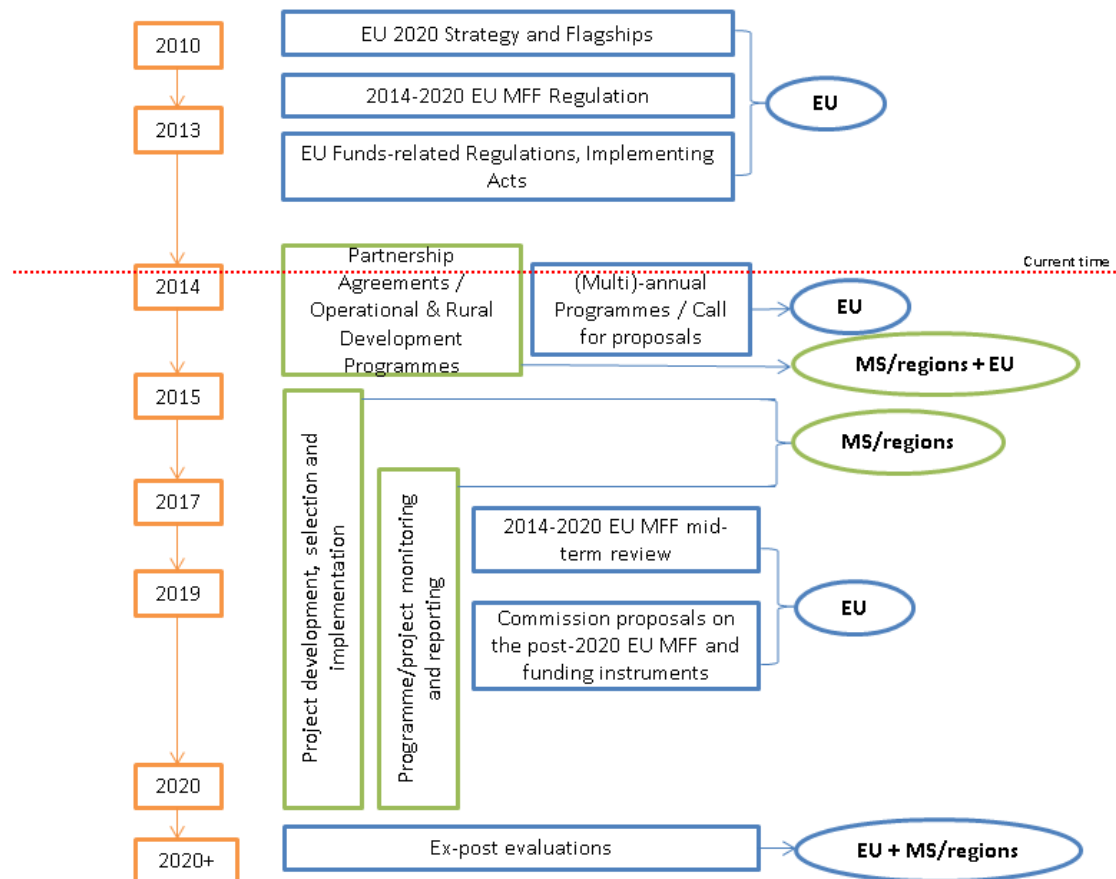 2010
EU 2020 Strategy and Flagships
2014-2020 EU MFF Regulation
EU
2013
EU Funds-related Regulations, Implementing
Acts
Current time
2014
Partnership
Agreements /
Operational & Rural
Development
Programmes
(Multi)-annual
Programmes / Call
for proposals
EU
MS/regions + EU
2015
Project development, selection and
implementation
Programme/project monitoring
and reporting
MS/regions
2017
2014-2020 EU MFF mid-
term review
2019
Commission proposals on
the post-2020 EU MFF and
funding instruments
EU
2020
2020+
Ex-post evaluations
EU + MS/regions